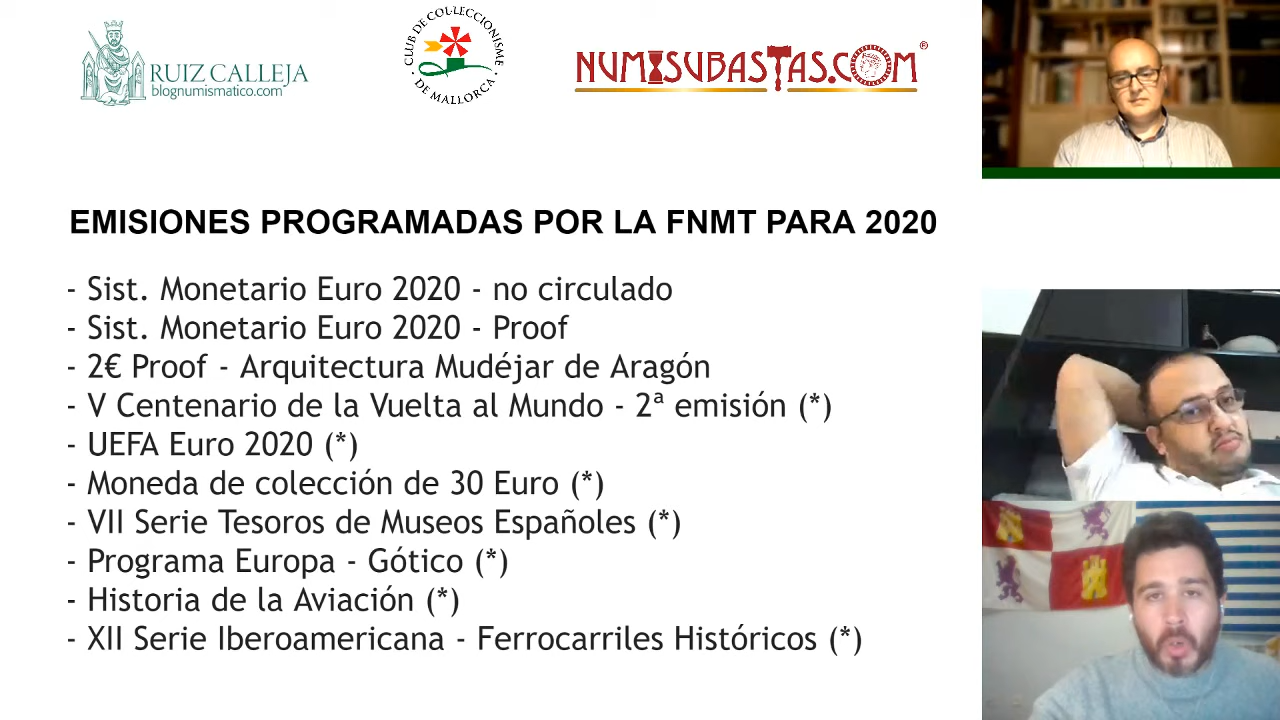 RUIZ CALLEJA
blognumismatico.com
CLUB DE COL·LECCIONISME
· DE MALLORCA ·
NUMISUBASTAS.COM®
EMISIONES PROGRAMADAS POR LA FNMT PARA 2020
- Sist. Monetario Euro 2020 - no circulado
- Sist. Monetario Euro 2020 - Proof
- 2€ Proof - Arquitectura Mudéjar de Aragón
- V Centenario de la Vuelta al Mundo - 2ª emisión (*)
- UEFA Euro 2020 (*)
- Moneda de colección de 30 Euro (*)
- VII Serie Tesoros de Museos Españoles (*)
- Programa Europa - Gótico (*)
- Historia de la Aviación (*)
- XII Serie Iberoamericana - Ferrocarriles Históricos (*)